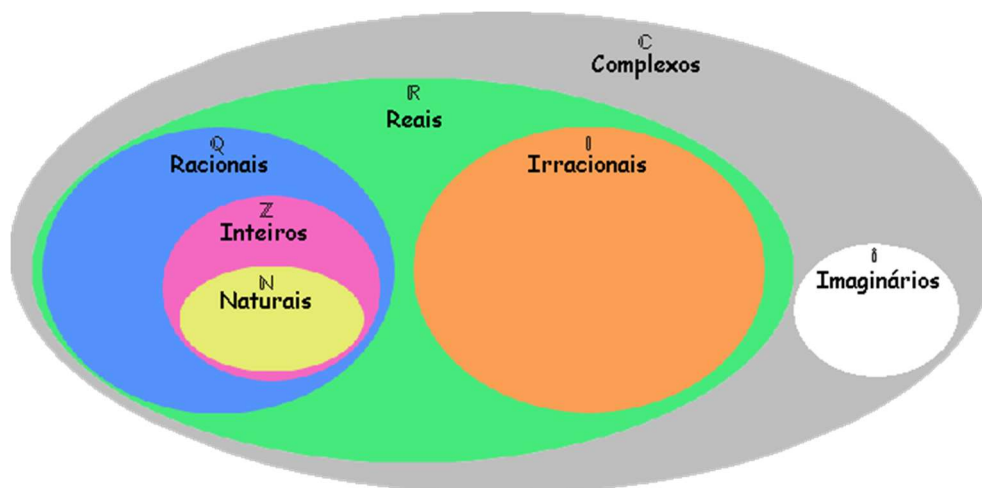 ℂ
Complexos
ℝ
Reais
ℚ
Racionais
𝕀
Irracionais
ℤ
Inteiros
ℕ
Naturais
Imaginários